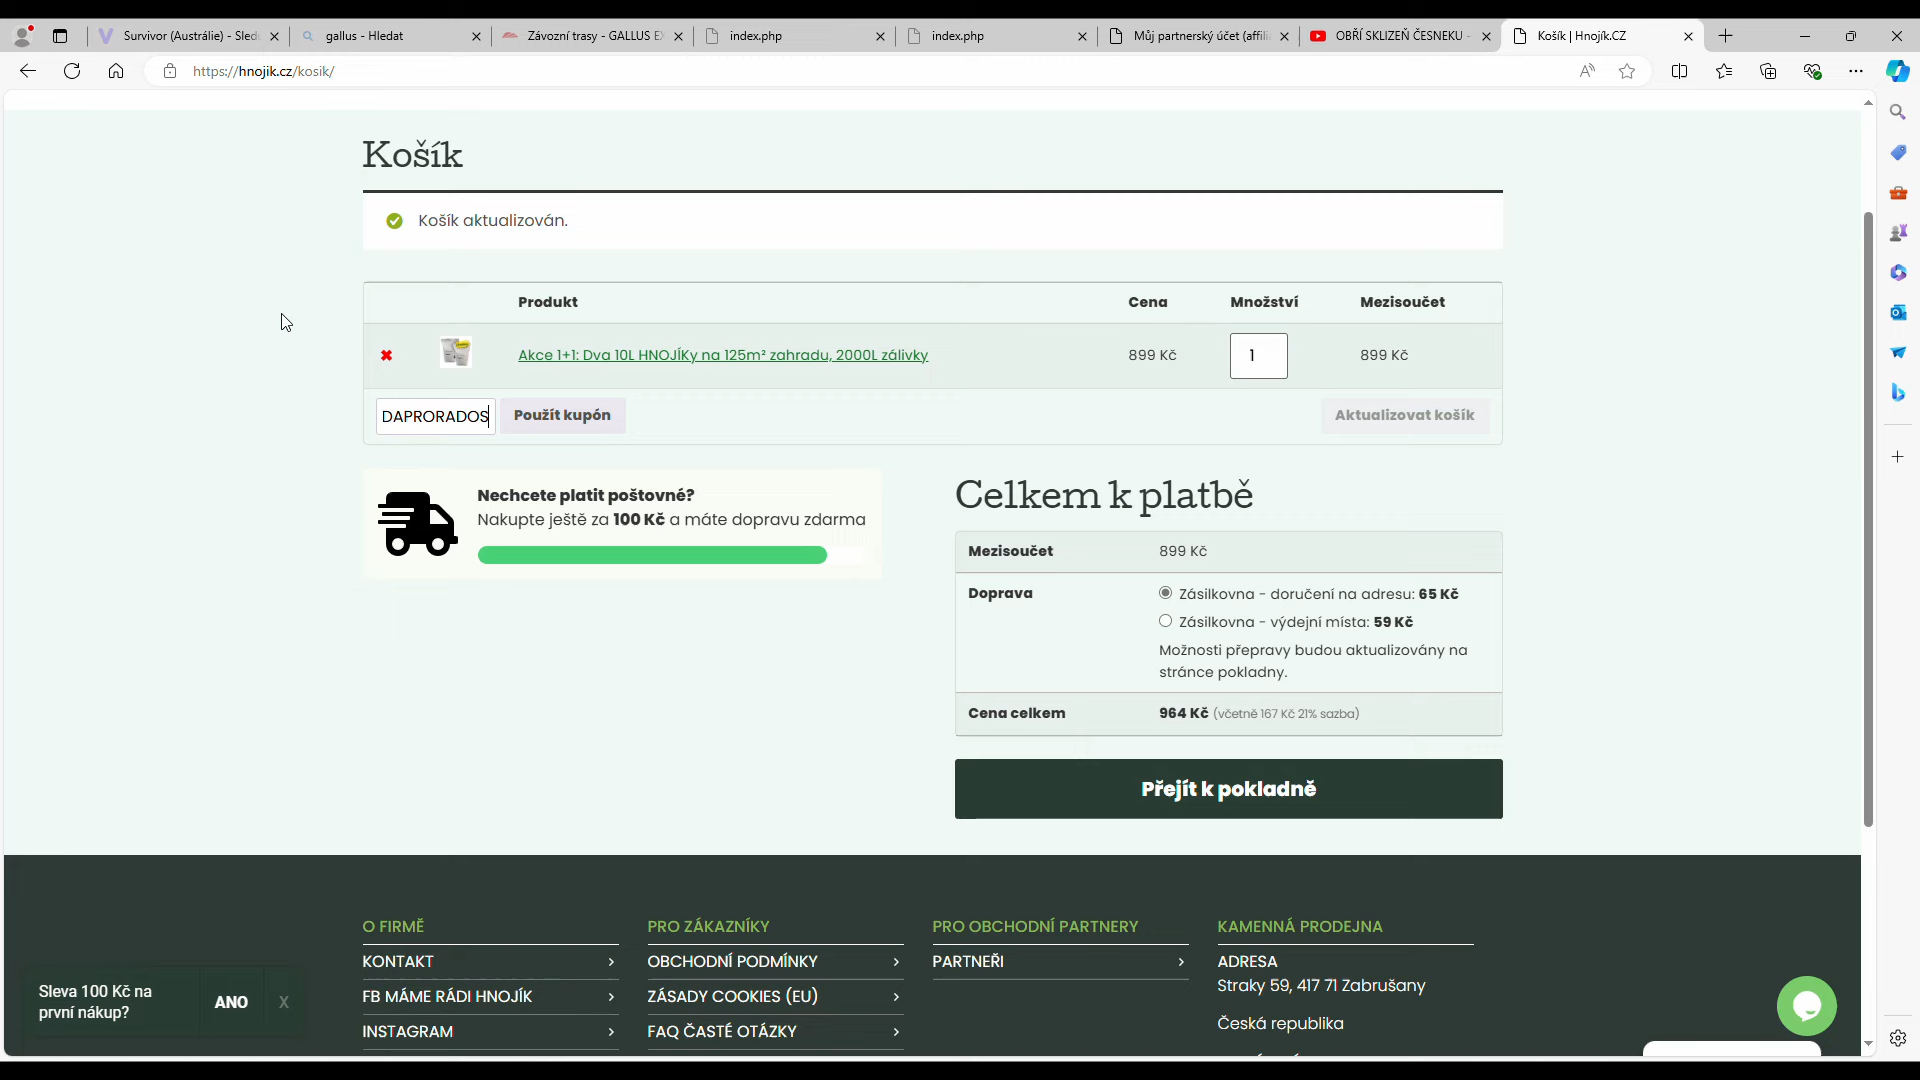 Survivor (Austrálie) - Sled
gallus - Hledat
Závozní trasy - GALLUS EX
index.php
index.php
Můj partnerský účet (affili
OBŘÍ SKLIZEŇ ČESNEKU -
Košík | Hnojík.CZ
https://hnojik.cz/kosik/
Košík
Košík aktualizován.
Produkt Cena Množství Mezisoučet
Akce 1+1: Dva 10L HNOJÍKy na 125m² zahradu, 2000L zálivky 899 Kč 1 899 Kč
DAPRORADOS Použít kupón Aktualizovat košík
Nechcete platit poštovné?
Nakupte ještě za 100 Kč a máte dopravu zdarma
Celkem k platbě
Mezisoučet 899 Kč
Doprava Zásilkovna - doručení na adresu: 65 Kč
Zásilkovna - výdejní místa: 59 Kč
Možnosti přepravy budou aktualizovány na
stránce pokladny.
Cena celkem 964 Kč (včetně 167 Kč 21% sazba)
Přejít k pokladně
O FIRMĚ
KONTAKT
FB MÁME RÁDI HNOJÍK
INSTAGRAM
PRO ZÁKAZNÍKY
OBCHODNÍ PODMÍNKY
ZÁSADY COOKIES (EU)
FAQ ČASTÉ OTÁZKY
PRO OBCHODNÍ PARTNERY
PARTNEŘI
KAMENNÁ PRODEJNA
ADRESA
Straky 59, 417 71 Zabrušany
Česká republika
Sleva 100 Kč na
první nákup?
ANO X